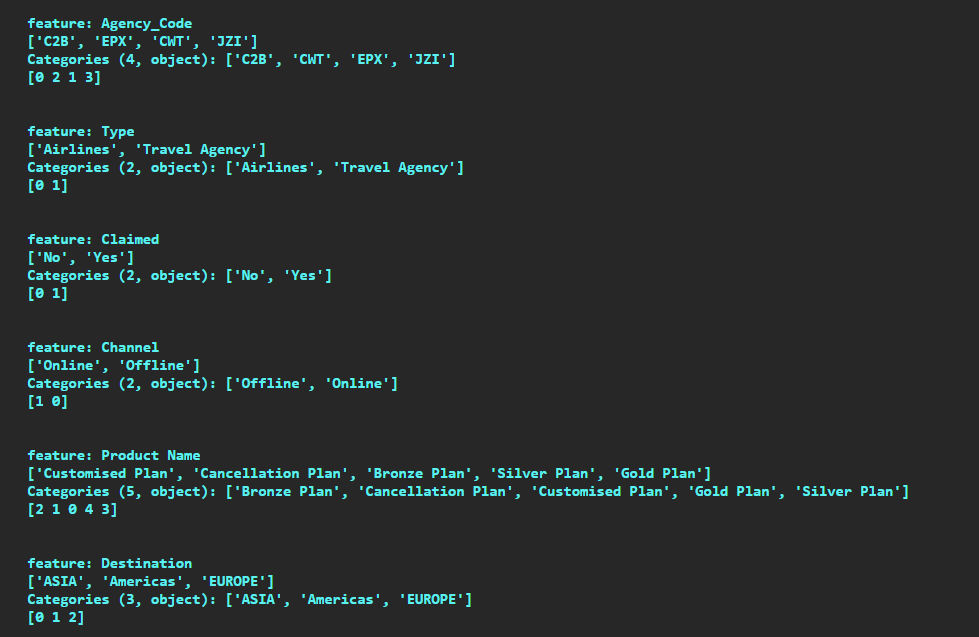 feature: Agency_Code
['C2B', 'EPX', 'CWT', 'JZI']
Categories (4, object): ['C2B', 'CWT', 'EPX', 'JZI']
[0 2 1 3]
feature: Type
['Airlines', 'Travel Agency']
Categories (2, object): ['Airlines', 'Travel Agency']
[0 1]
feature: Claimed
['No', 'Yes']
Categories (2, object): ['No', 'Yes']
[0 1]
feature: Channel
['Online', 'Offline']
Categories (2, object): ['Offline', 'Online']
[1 0]
feature: Product Name
['Customised Plan', 'Cancellation Plan', 'Bronze Plan', 'Silver Plan', 'Gold Plan']
Categories (5, object): ['Bronze Plan', 'Cancellation Plan', 'Customised Plan', 'Gold Plan', 'Silver Plan']
[2 1 0 4 3]
feature: Destination
['ASIA', 'Americas', 'EUROPE']
Categories (3, object): ['ASIA', 'Americas', 'EUROPE']
[0 1 2]